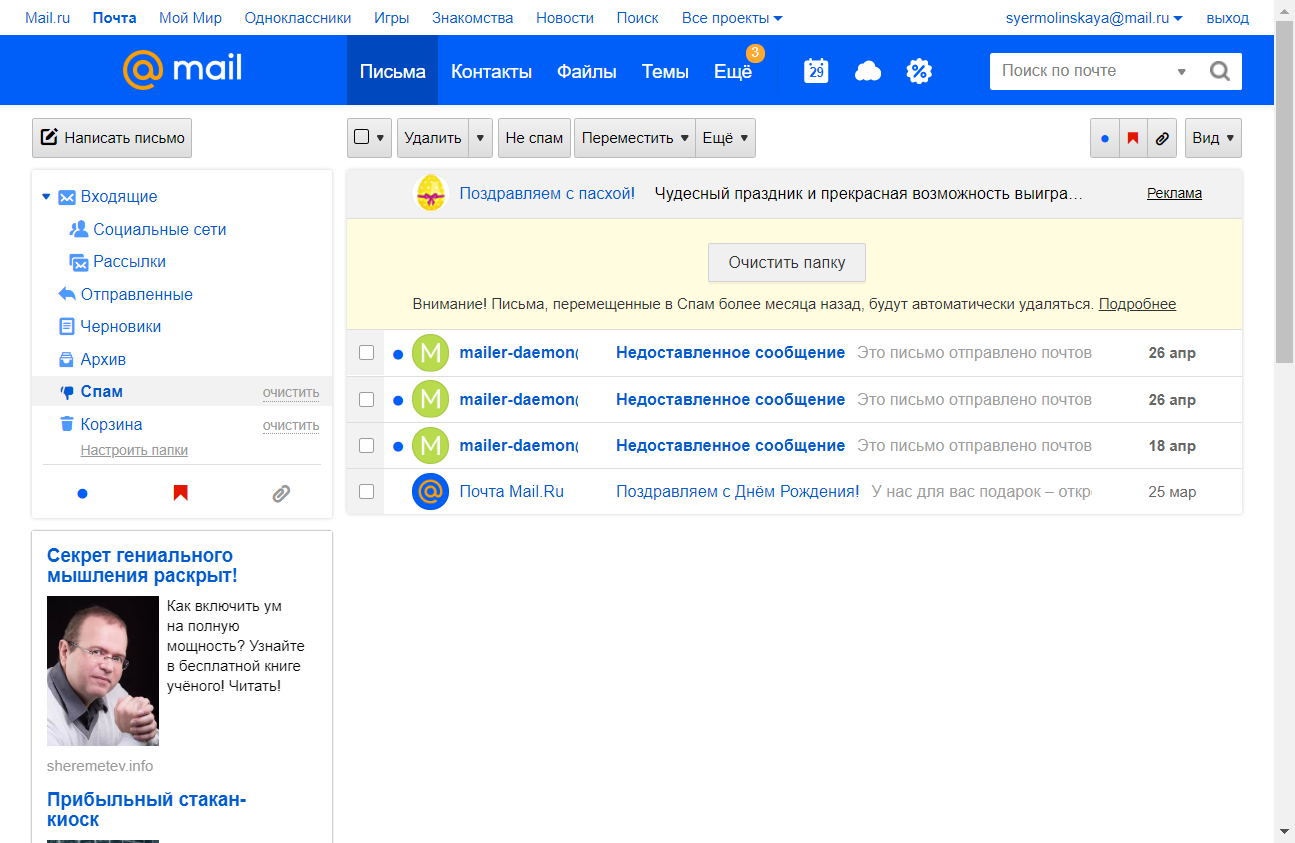 Mail.ru Почта Мой Мир Одноклассники Игры Знакомства Новости Поиск Все проекты syermolinskaya@mail.ru выход
@mail Письма Контакты Файлы Темы Ещё 3 29 % Поиск по почте
Написать письмо Удалить Не спам Переместить Ещё Вид
Входящие
Социальные сети
Рассылки
Отправленные
Черновики
Архив
Спам очистить
Корзина очистить
Настроить папки
Поздравляем с пасхой! Чудесный праздник и прекрасная возможность выигра… Реклама
Очистить папку
Внимание! Письма, перемещенные в Спам более месяца назад, будут автоматически удаляться. Подробнее
M mailer-daemon( Недоставленное сообщение Это письмо отправлено почтов 26 апр
M mailer-daemon( Недоставленное сообщение Это письмо отправлено почтов 26 апр
M mailer-daemon( Недоставленное сообщение Это письмо отправлено почтов 18 апр
@ Почта Mail.Ru Поздравляем с Днём Рождения! У нас для вас подарок – откро 25 мар
Секрет гениального
мышления раскрыт!
Как включить ум
на полную
мощность? Узнайте
в бесплатной книге
учёного! Читать!
sheremetev.info
Прибыльный стакан-
киоск